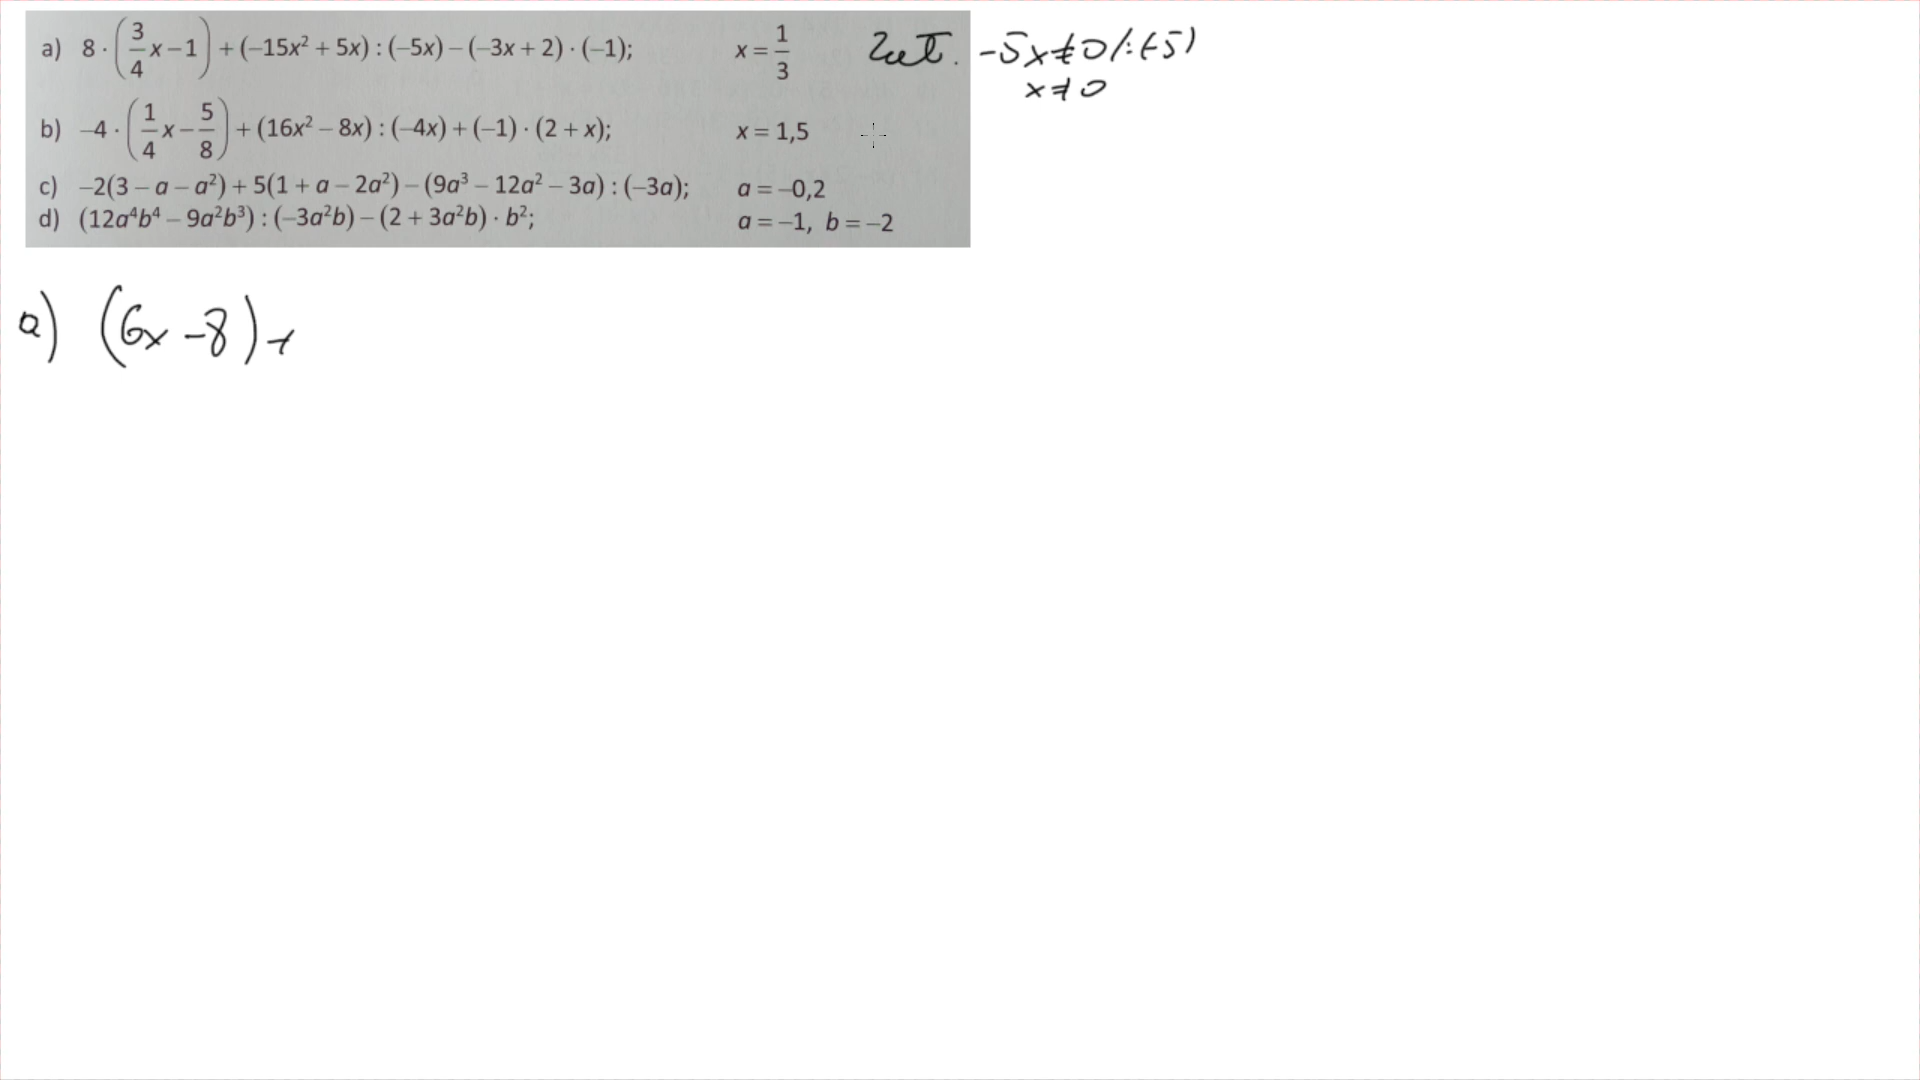 a) 8 · (3/4 x – 1) + (–15x² + 5x) : (–5x) – (–3x + 2) · (–1); x = 1/3
Zał. -5x ≠ 0 /:(-5)
x ≠ 0
b) –4 · (1/4 x – 5/8) + (16x² – 8x) : (–4x) + (–1) · (2 + x); x = 1,5
c) –2(3 – a – a²) + 5(1 + a – 2a²) – (9a³ – 12a² – 3a) : (–3a); a = –0,2
d) (12a⁴b⁴ – 9a²b³) : (–3a²b) – (2 + 3a²b) · b²; a = –1, b = –2
a) (6x - 8) +